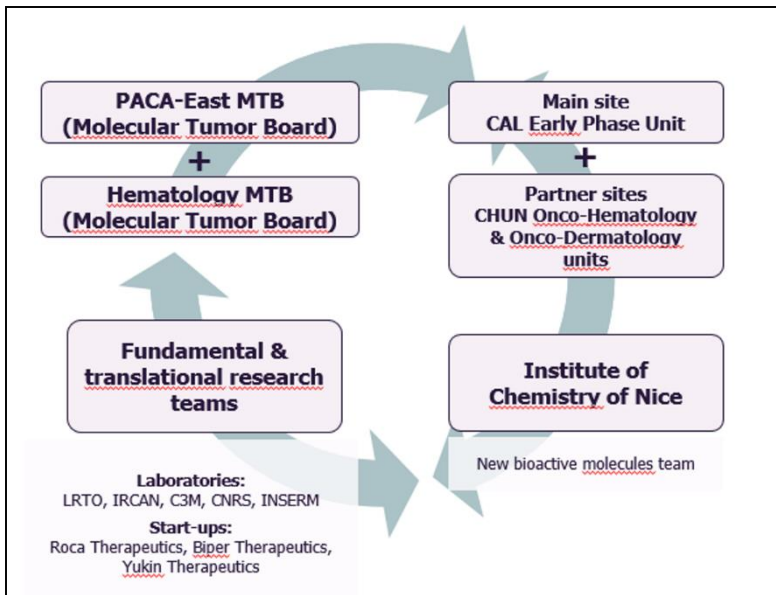 PACA-East MTB
(Molecular Tumor Board)
+
Hematology MTB
(Molecular Tumor Board)
Main site
CAL Early Phase Unit
+
Partner sites
CHUN Onco-Hematology
& Onco-Dermatology
units
Fundamental &
translational research
teams
Laboratories:
LRTO, IRCAN, C3M, CNRS, INSERM
Start-ups:
Roca Therapeutics, Biper Therapeutics,
Yukin Therapeutics
Institute of
Chemistry of Nice
New bioactive molecules team